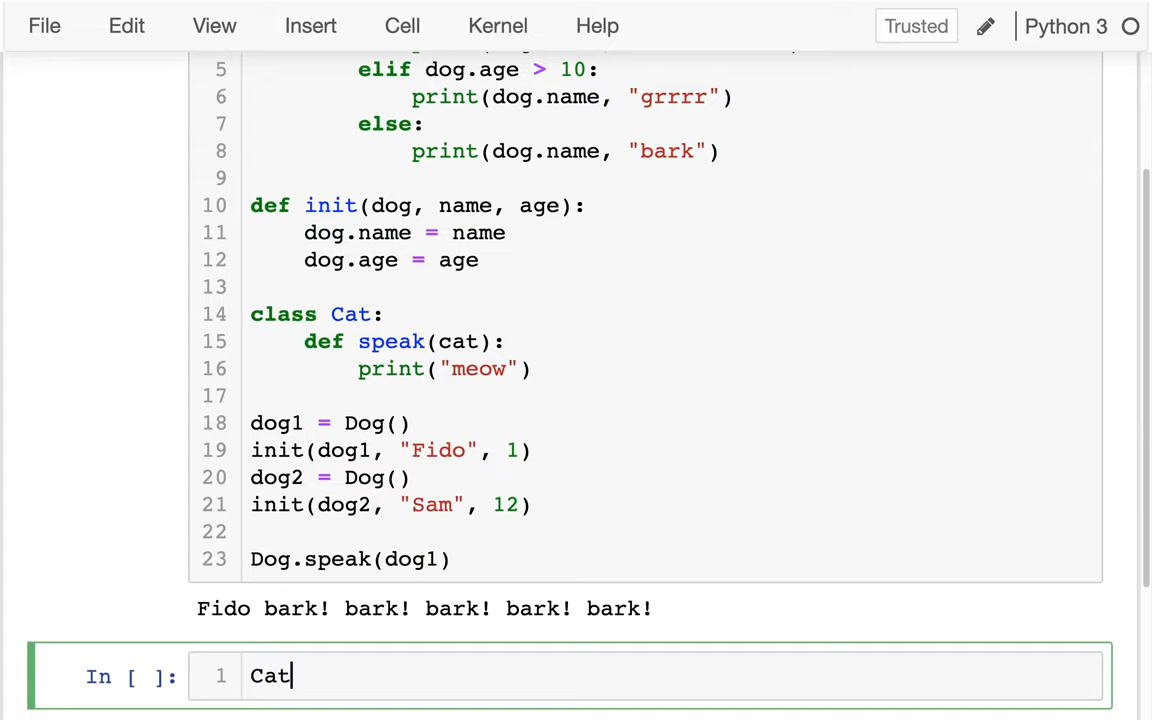 File Edit View Insert Cell Kernel Help Trusted Python 3
5 elif dog.age > 10:
6 print(dog.name, "grrrr")
7 else:
8 print(dog.name, "bark")
9
10 def init(dog, name, age):
11 dog.name = name
12 dog.age = age
13
14 class Cat:
15 def speak(cat):
16 print("meow")
17
18 dog1 = Dog()
19 init(dog1, "Fido", 1)
20 dog2 = Dog()
21 init(dog2, "Sam", 12)
22
23 Dog.speak(dog1)
Fido bark! bark! bark! bark! bark!
In [ ]: 1 Cat